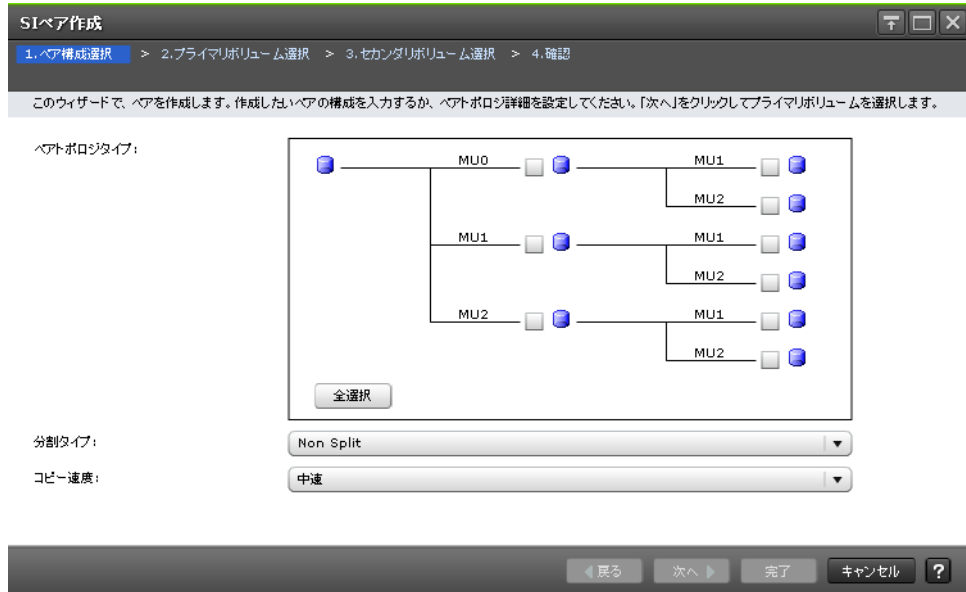 SIペア作成
1.ペア構成選択 > 2.プライマリボリューム選択 > 3.セカンダリボリューム選択 > 4.確認
このウィザードで、ペアを作成します。作成したいペアの構成を入力するか、ペアトポロジ詳細を設定してください。「次へ」をクリックしてプライマリボリュームを選択します。
ペアトポロジタイプ:
MU0 MU1
MU2
MU1 MU1
MU2
MU2 MU1
MU2
全選択
分割タイプ: Non Split
コピー速度: 中速
戻る 次へ 完了 キャンセル ?